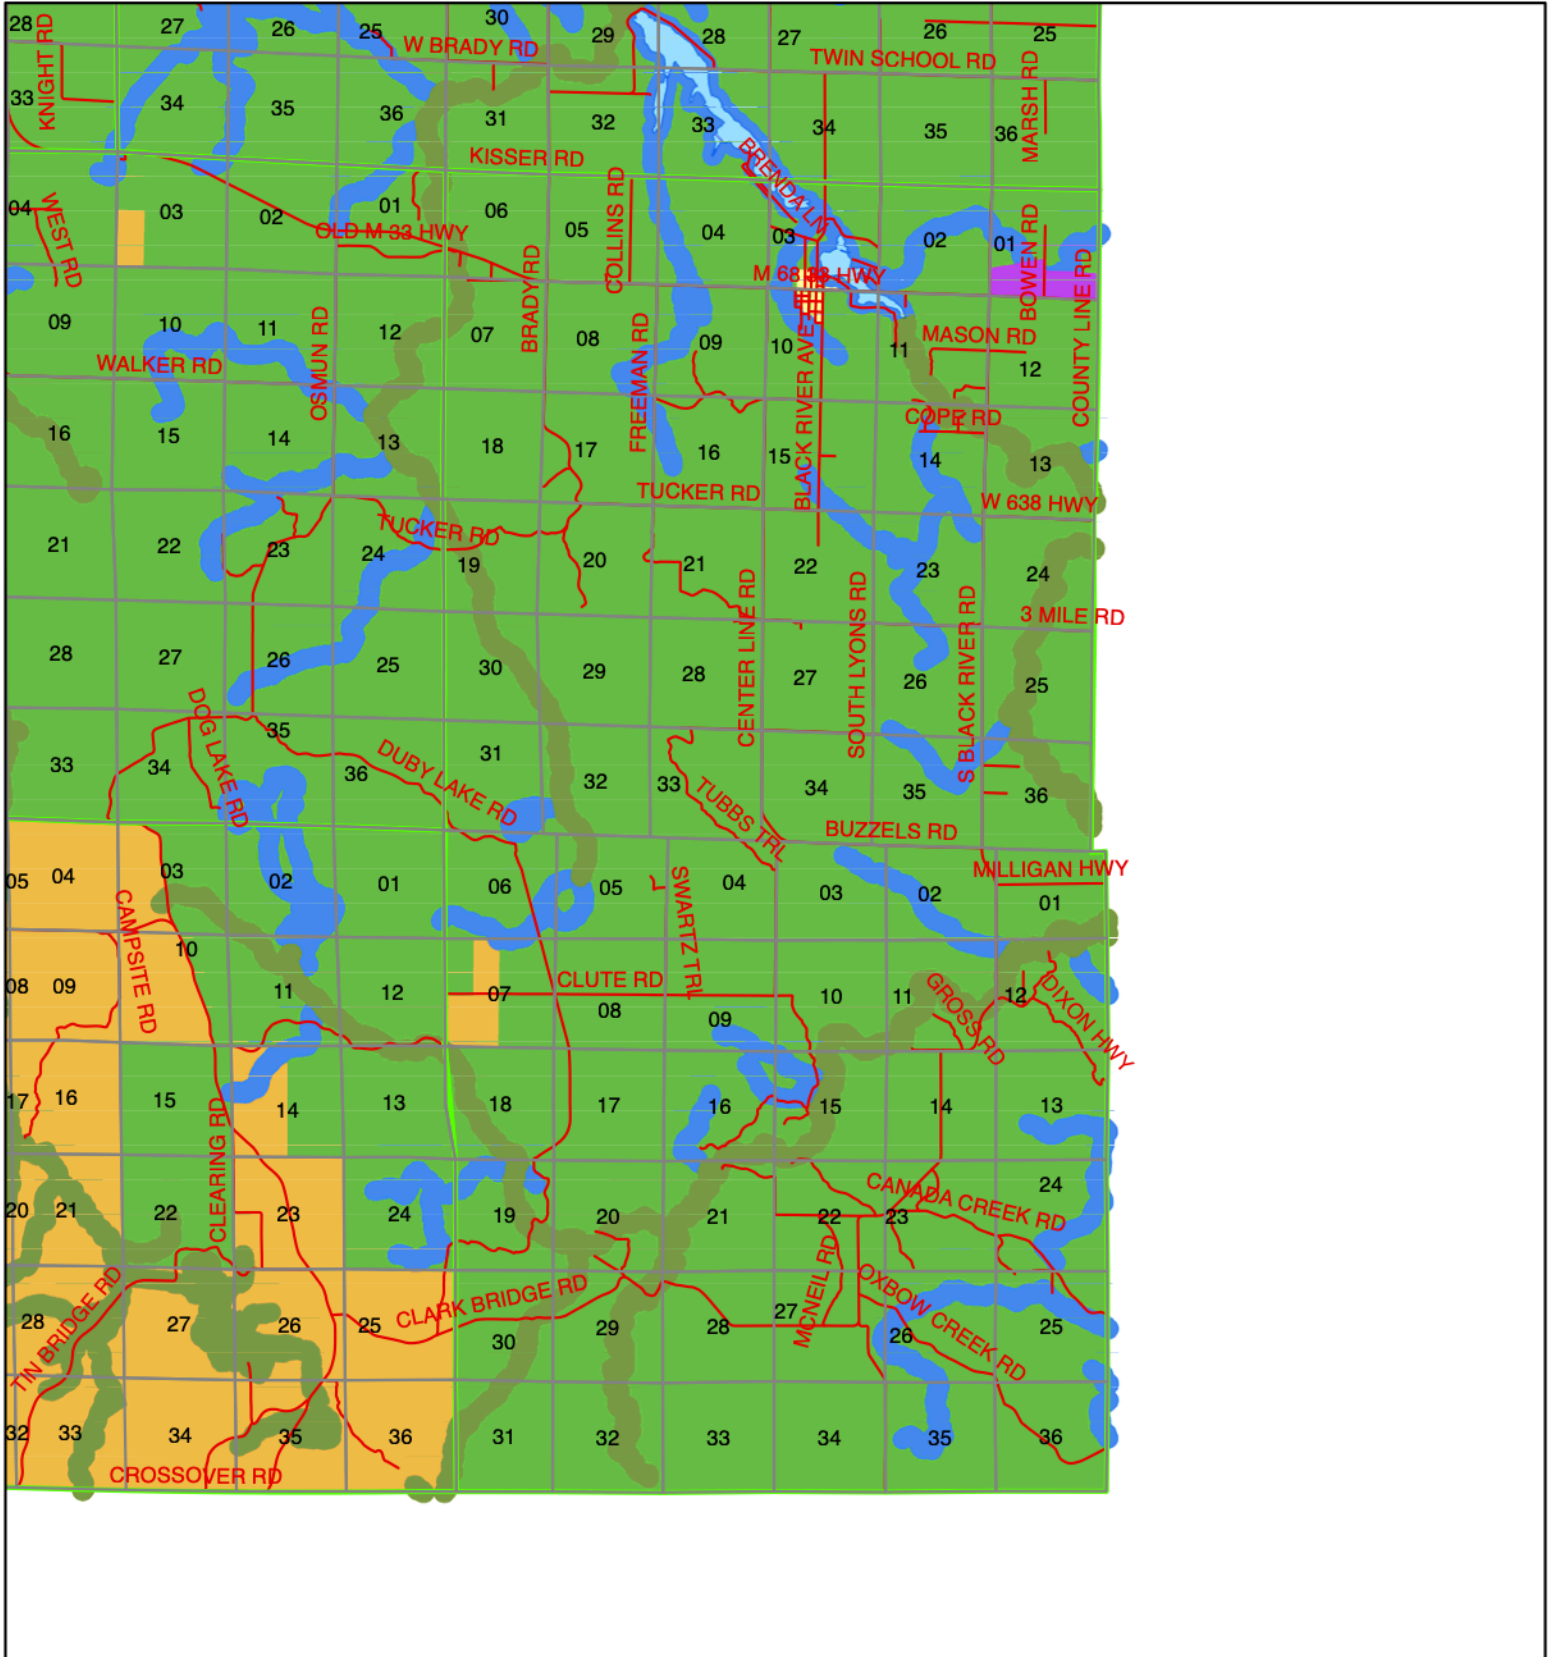 28 27 26 25 30 29 28 27 26 25
KNIGHT RD
W BRADY RD
TWIN SCHOOL RD
MARSH RD
33 34 35 36 31 32 33 34 35 36
KISSER RD
BRENDA LN
04 03 02 01 06 05 04 03 02 01
WEST RD
OLD M 33 HWY
COLLINS RD
BOWEN RD
BRADY RD
M 68
33 HWY
COUNTY LINE RD
09 10 11 12 07 08 09 10 11 12
MASON RD
WALKER RD
OSMUN RD
FREEMAN RD
BLACK RIVER AVE
COPE RD
16 15 14 13 18 17 16 15 14 13
TUCKER RD
W 638 HWY
TUCKER RD
21 22 23 24 19 20 21 22 23 24
CENTER LINE RD
SOUTH LYONS RD
S BLACK RIVER RD
3 MILE RD
28 27 26 25 30 29 28 27 26 25
DOG LAKE RD
33 34 35 36 31 32 33 34 35 36
DUBY LAKE RD
TUBBS TRL
BUZZELS RD
MILLIGAN HWY
05 04 03 02 01 06 05 04 03 02 01
CAMPSITE RD
SWARTZ TRL
CLUTE RD
08 09 10 11 12 07 08 09 10 11 12
GROSS RD
DIXON HWY
17 16 15 14 13 18 17 16 15 14 13
CLEARING RD
CANADA CREEK RD
20 21 22 23 24 19 20 21 22 23 24
MCNEIL RD
TIN BRIDGE RD
CLARK BRIDGE RD
OXBOW CREEK RD
28 27 26 25 30 29 28 27 26 25
32 33 34 35 36 31 32 33 34 35 36
CROSSOVER RD